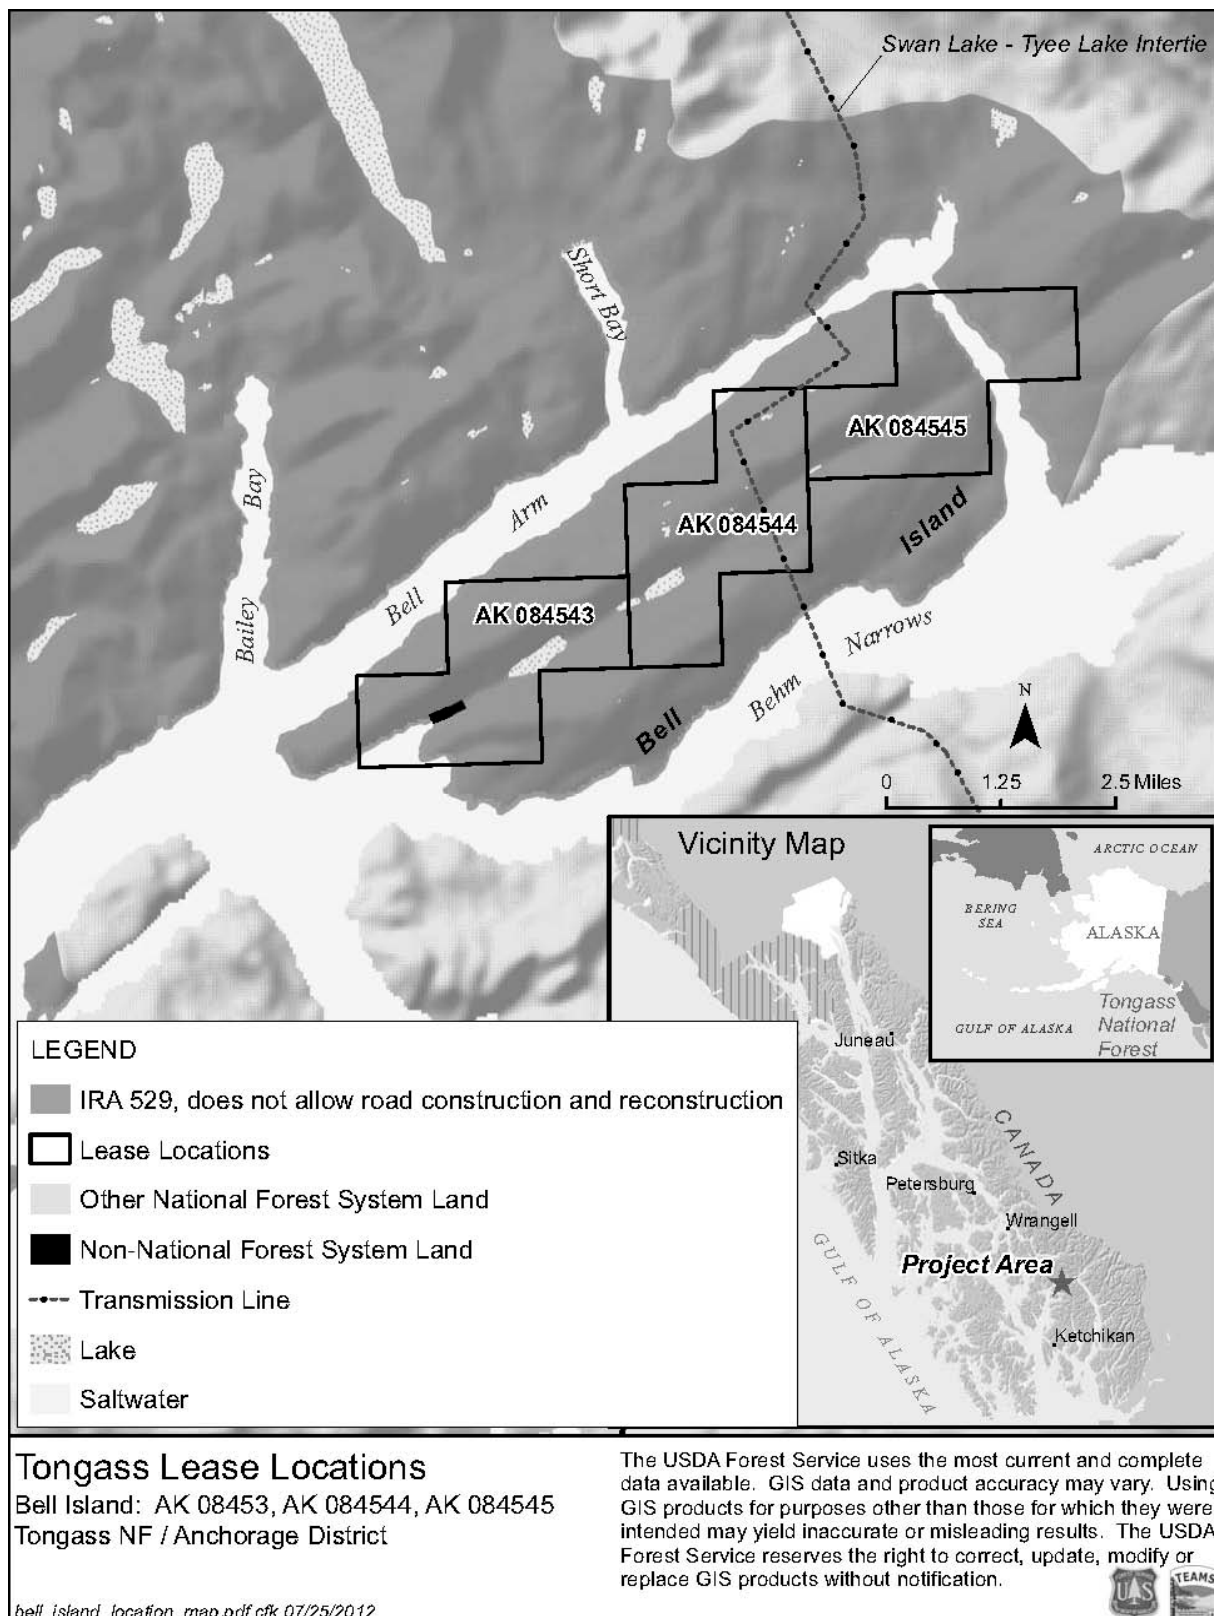 Swan Lake - Tyee Lake Intertie
Short Bay
AK 084545
Bay
Arm
AK 084544
Island
Bell
AK 084543
Bailey
Narrows
Behm
Bell
N
0 1.25 2.5 Miles
Vicinity Map
ARCTIC OCEAN
BERING
SEA
ALASKA
GULF OF ALASKA
Tongass
National
Forest
Juneau
CANADA
Sitka
Petersburg
Wrangell
GULF OF ALASKA
Project Area
Ketchikan
LEGEND
IRA 529, does not allow road construction and reconstruction
Lease Locations
Other National Forest System Land
Non-National Forest System Land
Transmission Line
Lake
Saltwater
Tongass Lease Locations
Bell Island: AK 08453, AK 084544, AK 084545
Tongass NF / Anchorage District
bell_island_location_map.pdf cfk 07/25/2012
The USDA Forest Service uses the most current and complete
data available. GIS data and product accuracy may vary. Using
GIS products for purposes other than those for which they were
intended may yield inaccurate or misleading results. The USDA
Forest Service reserves the right to correct, update, modify or
replace GIS products without notification.
UAS
TEAMS